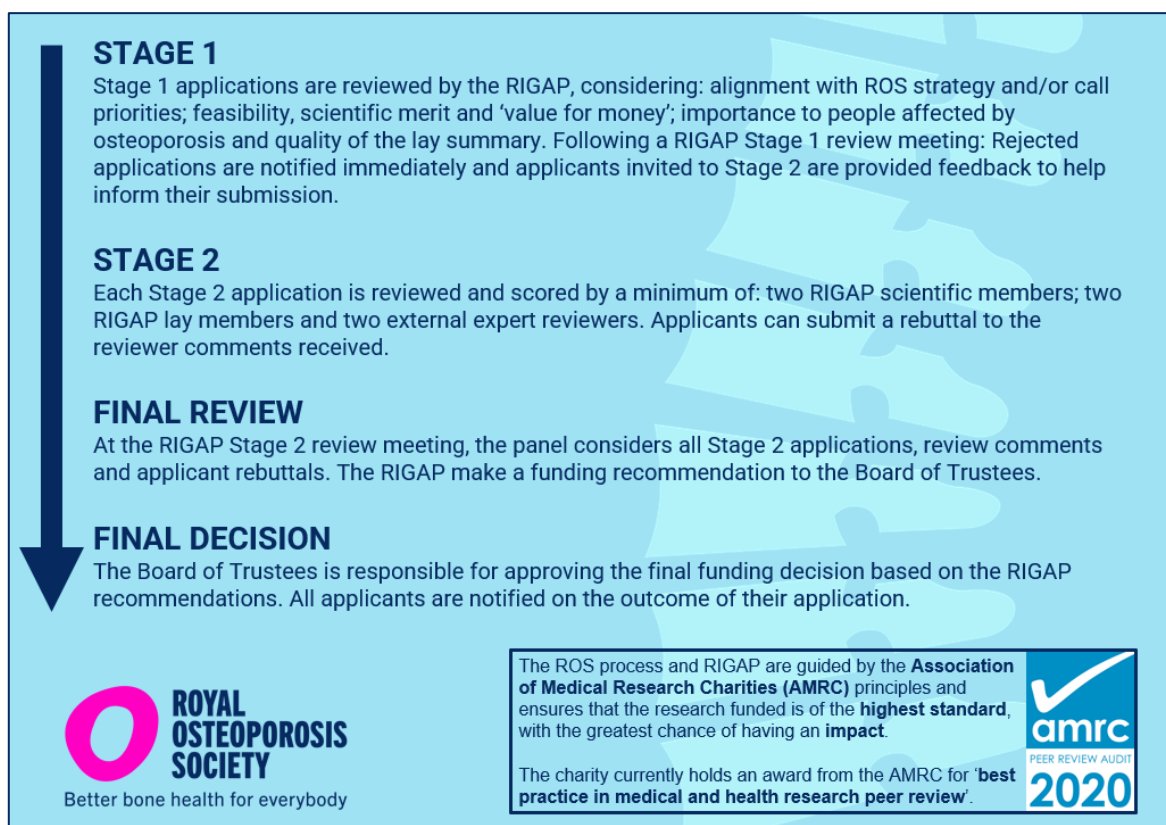 STAGE 1
Stage 1 applications are reviewed by the RIGAP, considering: alignment with ROS strategy and/or call
priorities; feasibility, scientific merit and ‘value for money’; importance to people affected by
osteoporosis and quality of the lay summary. Following a RIGAP Stage 1 review meeting: Rejected
applications are notified immediately and applicants invited to Stage 2 are provided feedback to help
inform their submission.
STAGE 2
Each Stage 2 application is reviewed and scored by a minimum of: two RIGAP scientific members; two
RIGAP lay members and two external expert reviewers. Applicants can submit a rebuttal to the
reviewer comments received.
FINAL REVIEW
At the RIGAP Stage 2 review meeting, the panel considers all Stage 2 applications, review comments
and applicant rebuttals. The RIGAP make a funding recommendation to the Board of Trustees.
FINAL DECISION
The Board of Trustees is responsible for approving the final funding decision based on the RIGAP
recommendations. All applicants are notified on the outcome of their application.
ROYAL
OSTEOPOROSIS
SOCIETY
Better bone health for everybody
The ROS process and RIGAP are guided by the Association
of Medical Research Charities (AMRC) principles and
ensures that the research funded is of the highest standard,
with the greatest chance of having an impact.
The charity currently holds an award from the AMRC for ‘best
practice in medical and health research peer review’.
amrc
PEER REVIEW AUDIT
2020